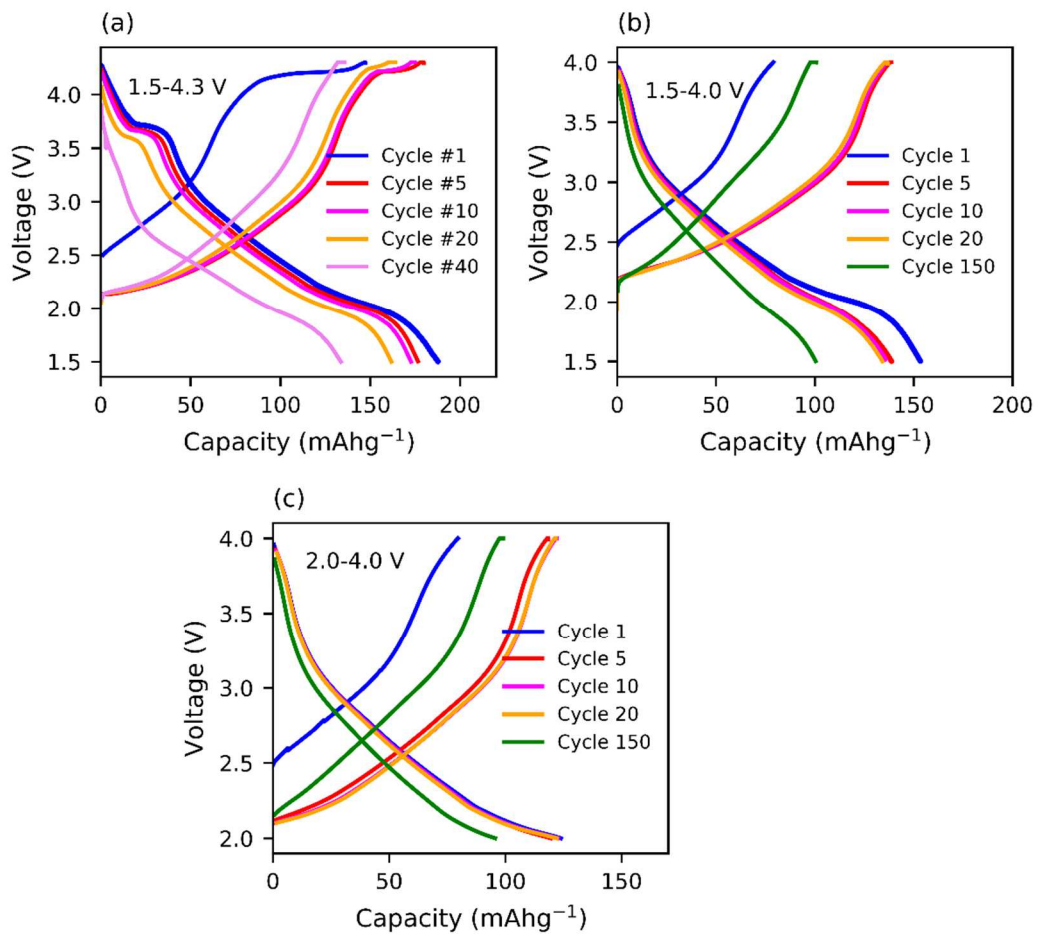 (a)
1.5-4.3 V
Voltage (V)
4.0
3.5
3.0
2.5
2.0
1.5
Cycle #1
Cycle #5
Cycle #10
Cycle #20
Cycle #40
0 50 100 150 200
Capacity (mAhg⁻¹)
(b)
1.5-4.0 V
Voltage (V)
4.0
3.5
3.0
2.5
2.0
1.5
Cycle 1
Cycle 5
Cycle 10
Cycle 20
Cycle 150
0 50 100 150 200
Capacity (mAhg⁻¹)
(c)
2.0-4.0 V
Voltage (V)
4.0
3.5
3.0
2.5
2.0
Cycle 1
Cycle 5
Cycle 10
Cycle 20
Cycle 150
0 50 100 150
Capacity (mAhg⁻¹)